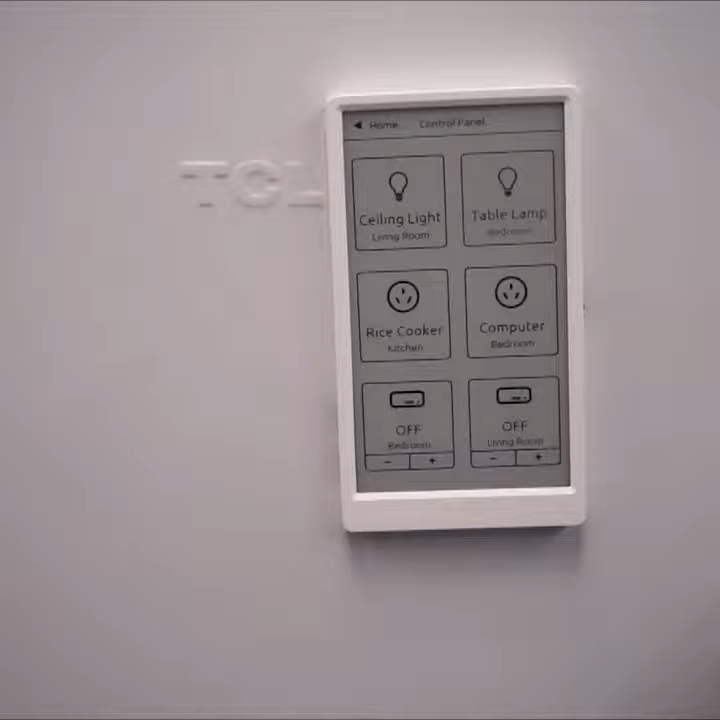 ◀ Home Control Panel
TCL
Ceiling Light
Living Room
Table Lamp
Bedroom
Rice Cooker
Kitchen
Computer
Bedroom
OFF
Bedroom
- +
OFF
Living Room
- +